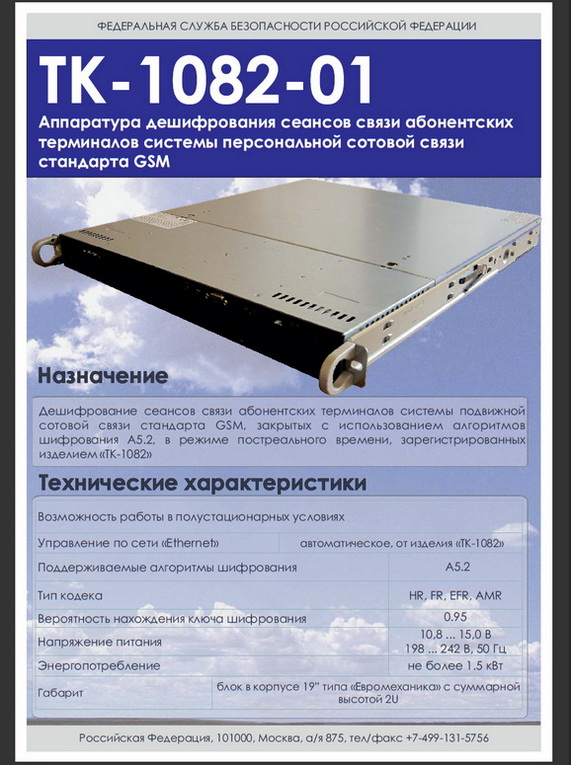 ФЕДЕРАЛЬНАЯ СЛУЖБА БЕЗОПАСНОСТИ РОССИЙСКОЙ ФЕДЕРАЦИИ
ТК-1082-01
Аппаратура дешифрования сеансов связи абонентских
терминалов системы персональной сотовой связи
стандарта GSM
Назначение
Дешифрование сеансов связи абонентских терминалов системы подвижной
сотовой связи стандарта GSM, закрытых с использованием алгоритмов
шифрования А5.2, в режиме постреального времени, зарегистрированных
изделием «ТК-1082»
Технические характеристики
Возможность работы в полустационарных условиях
Управление по сети «Ethernet» автоматическое, от изделия «ТК-1082»
Поддерживаемые алгоритмы шифрования А5.2
Тип кодека HR, FR, EFR, AMR
Вероятность нахождения ключа шифрования 0.95
Напряжение питания 10,8 ... 15,0 В
198 ... 242 В, 50 Гц
Энергопотребление не более 1.5 кВт
Габарит блок в корпусе 19" типа «Евромеханика» с суммарной
высотой 2U
Российская Федерация, 101000, Москва, а/я 875, тел/факс +7-499-131-5756